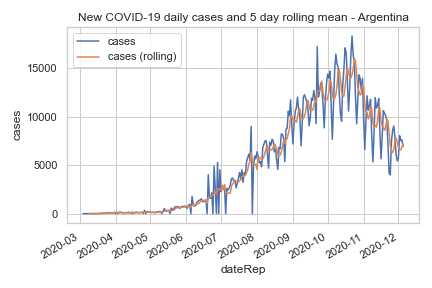 New COVID-19 daily cases and 5 day rolling mean - Argentina
cases
cases (rolling)
15000
10000
5000
0
cases
2020-03
2020-04
2020-05
2020-06
2020-07
2020-08
2020-09
2020-10
2020-11
2020-12
dateRep